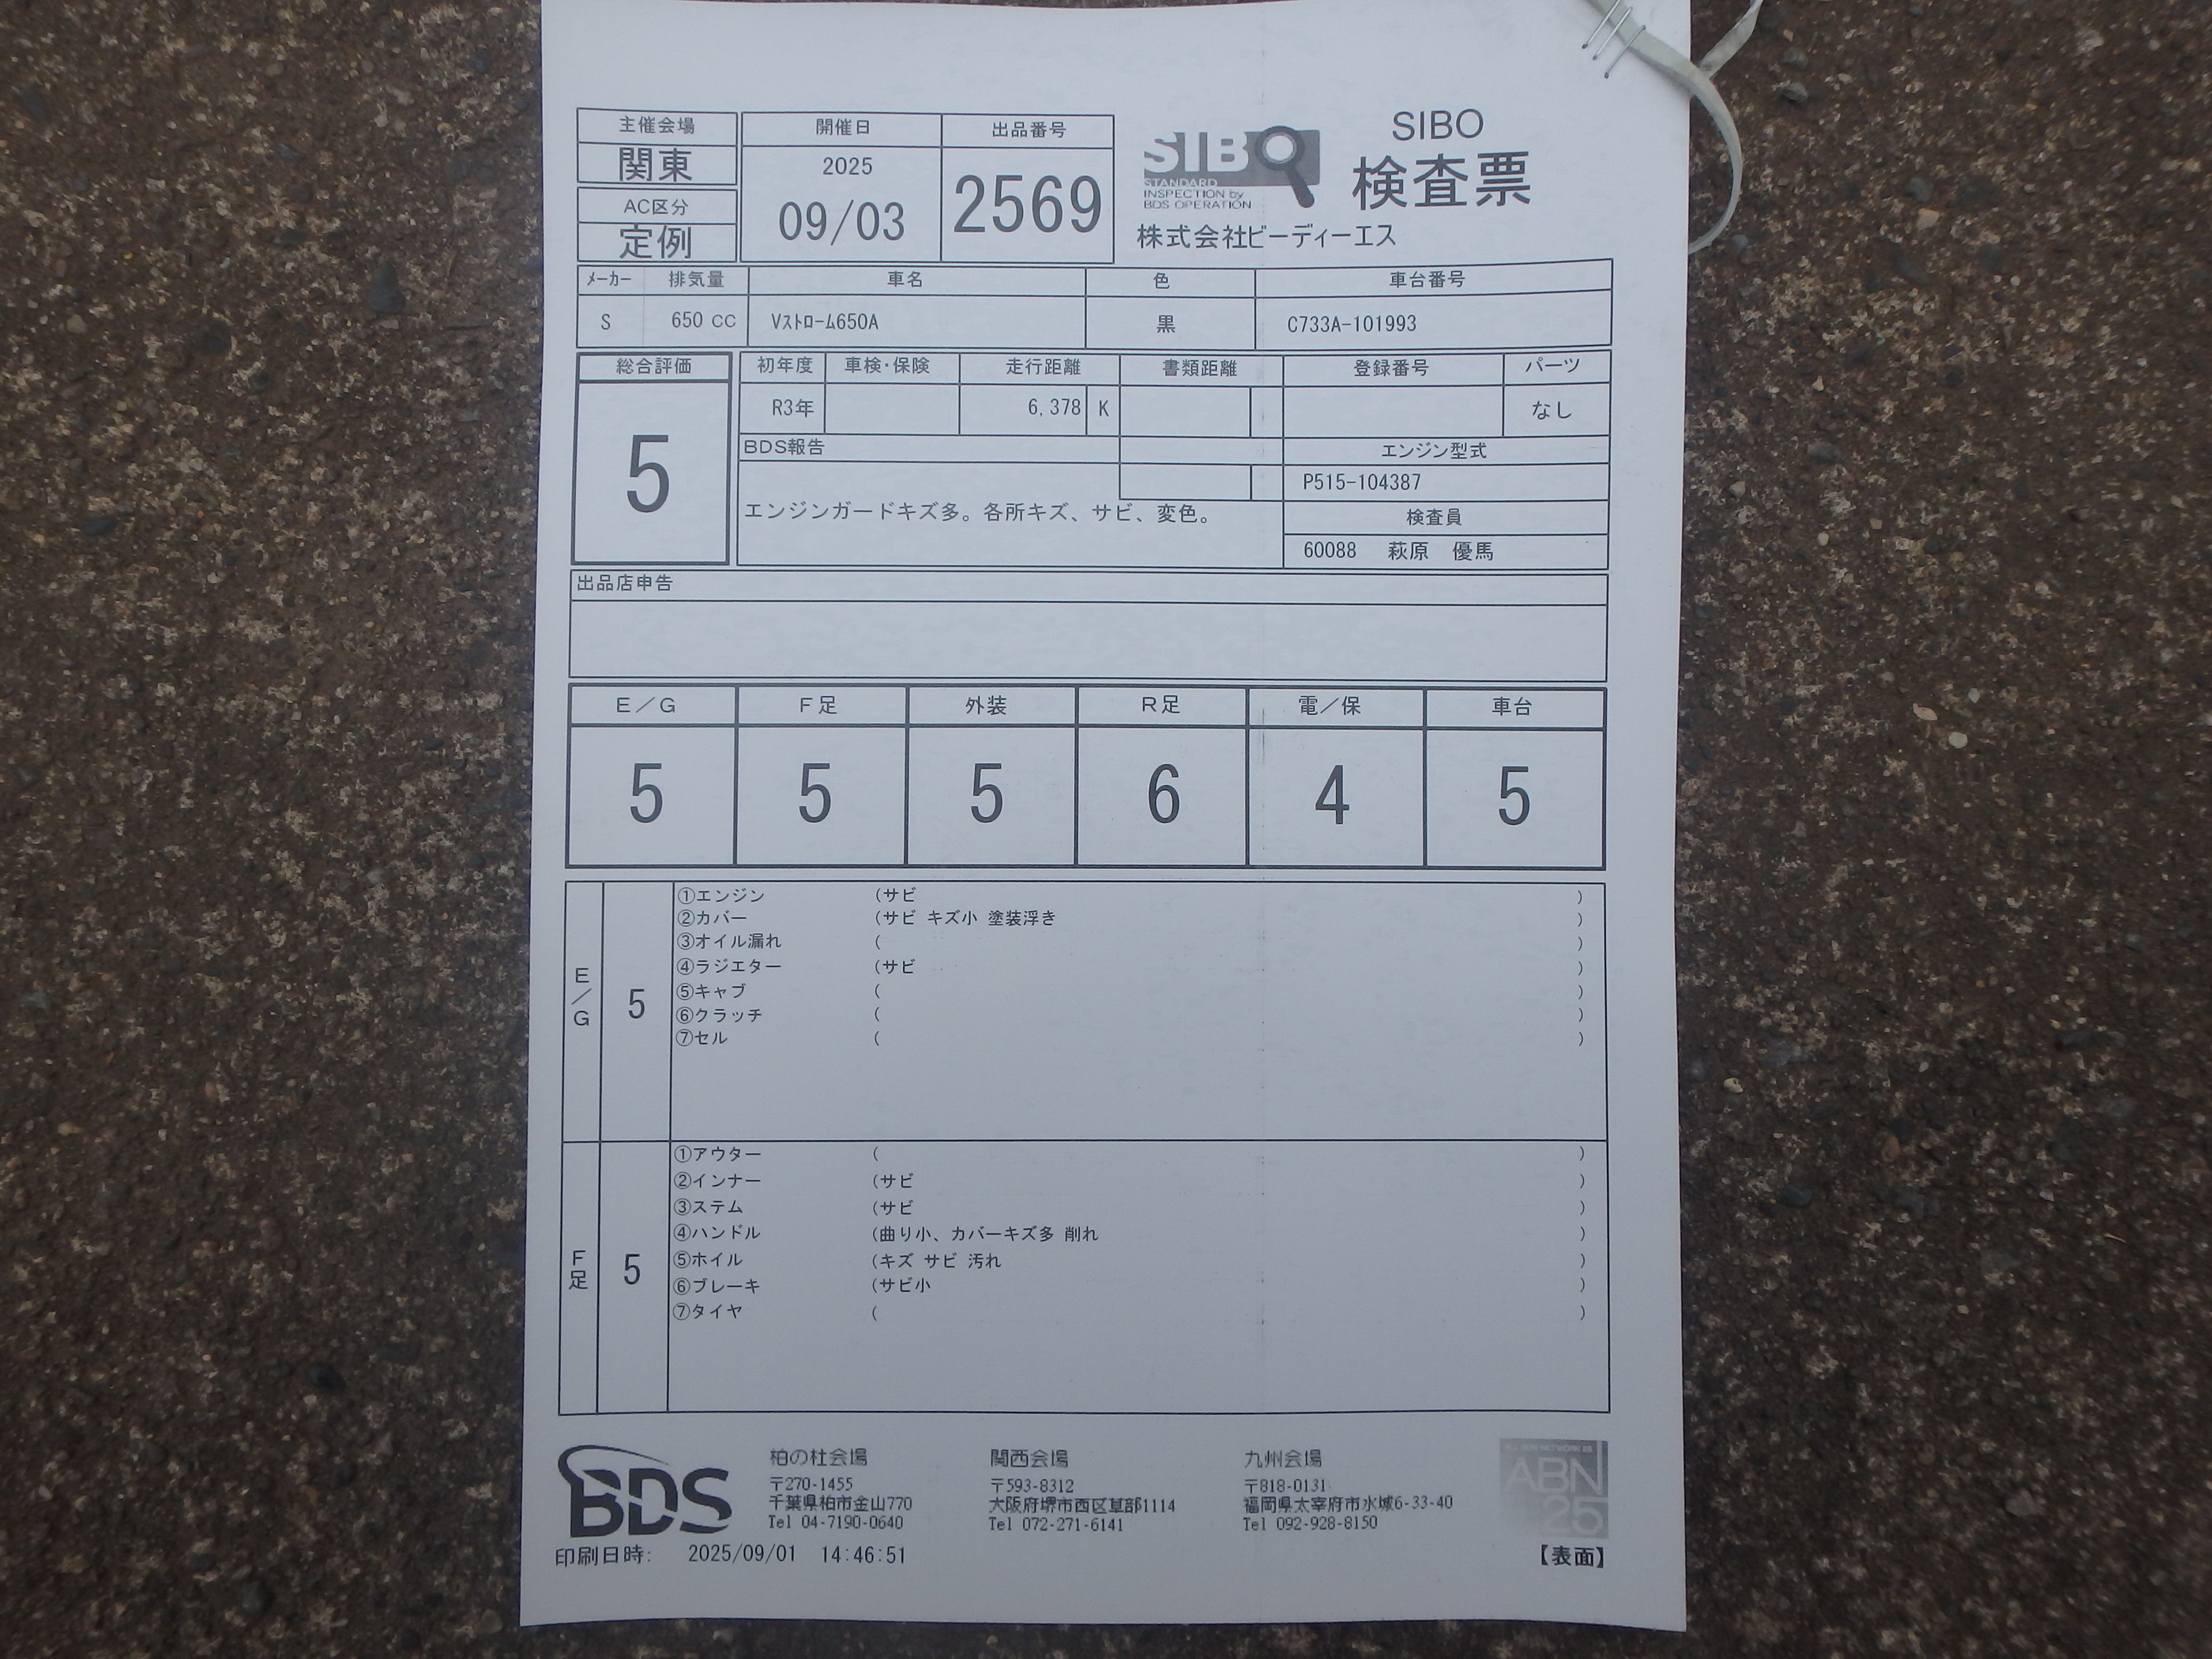 主催会場
関東
AC区分
定例
開催日
2025
09/03
出品番号
2569
SIBO
STANDARD
INSPECTION by
BDS OPERATION
SIBO
検査票
株式会社ビーディーエス
ﾒｰｶｰ 排気量 車名 色 車台番号
S 650 CC Vｽﾄﾛｰﾑ650A 黒 C733A-101993
総合評価
5
初年度 車検・保険 走行距離 書類距離 登録番号 パーツ
R3年 6,378 K なし
BDS報告
エンジンガードキズ多。各所キズ、サビ、変色。
エンジン型式
P515-104387
検査員
60088 萩原 優馬
出品店申告
E/G F足 外装 R足 電/保 車台
5 5 5 6 4 5
E/G
5
①エンジン (サビ )
②カバー (サビ キズ小 塗装浮き )
③オイル漏れ ( )
④ラジエター (サビ )
⑤キャブ ( )
⑥クラッチ ( )
⑦セル ( )
F足
5
①アウター ( )
②インナー (サビ )
③ステム (サビ )
④ハンドル (曲り小、カバーキズ多 削れ )
⑤ホイル (キズ サビ 汚れ )
⑥ブレーキ (サビ小 )
⑦タイヤ ( )
BDS
柏の杜会場
〒270-1455
千葉県柏市金山770
Tel 04-7190-0640
関西会場
〒593-8312
大阪府堺市西区草部1114
Tel 072-271-6141
九州会場
〒818-0131
福岡県太宰府市水城6-33-40
Tel 092-928-8150
ABN
25
印刷日時: 2025/09/01 14:46:51
【表面】